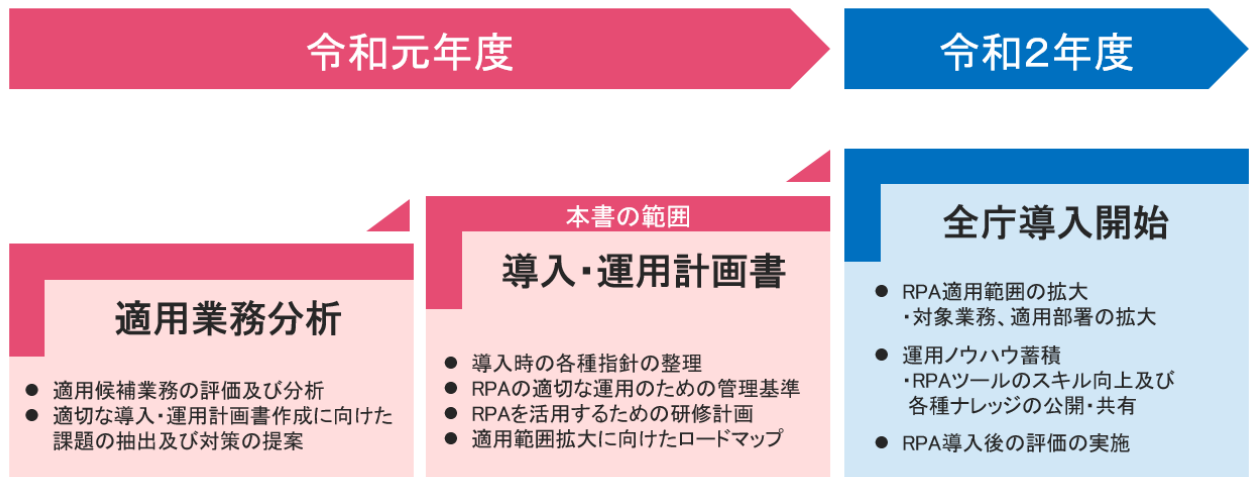 令和元年度
令和2年度
適用業務分析
● 適用候補業務の評価及び分析
● 適切な導入・運用計画書作成に向けた
課題の抽出及び対策の提案
本書の範囲
導入・運用計画書
● 導入時の各種指針の整理
● RPAの適切な運用のための管理基準
● RPAを活用するための研修計画
● 適用範囲拡大に向けたロードマップ
全庁導入開始
● RPA適用範囲の拡大
・対象業務、適用部署の拡大
● 運用ノウハウ蓄積
・RPAツールのスキル向上及び
各種ナレッジの公開・共有
● RPA導入後の評価の実施